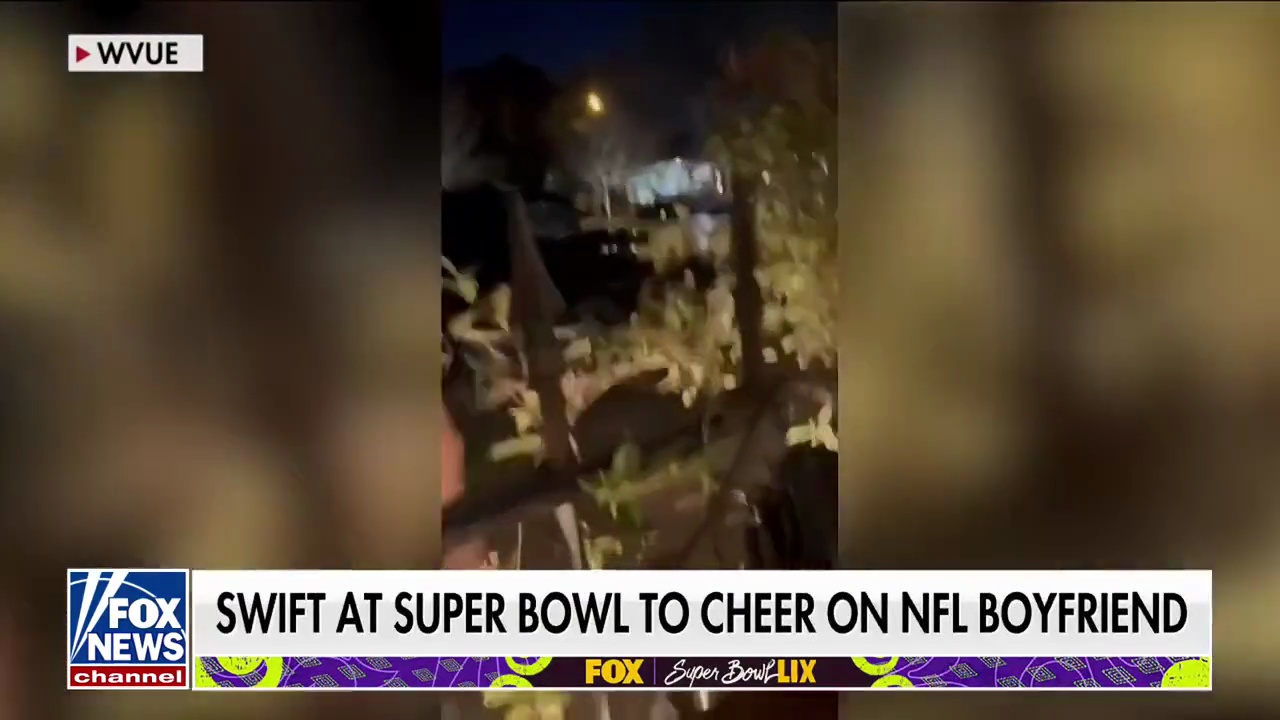 WVUE
SWIFT AT SUPER BOWL TO CHEER ON NFL BOYFRIEND
FOX NEWS channel
FOX Super Bowl LIX